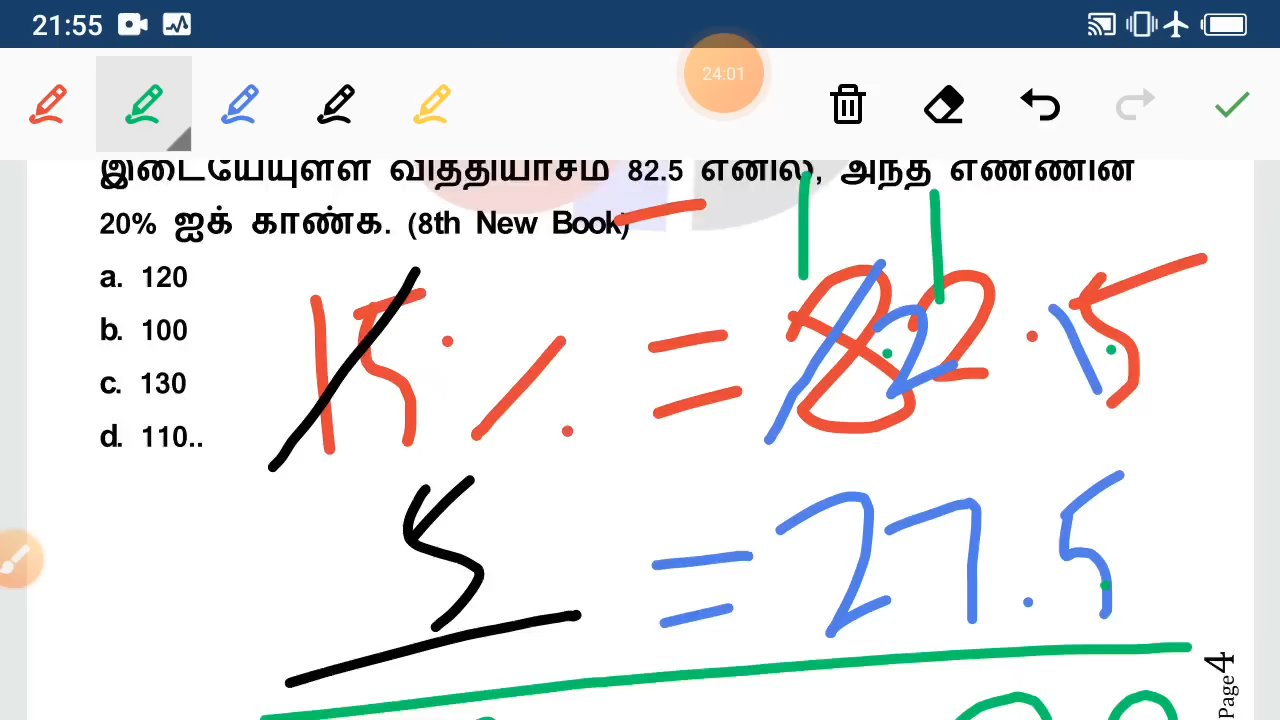 21:55
24:01
இடையேயுள்ள வித்தியாசம் 82.5 எனில், அந்த எண்ணின்
20% ஐக் காண்க. (8th New Book)
a. 120
b. 100
c. 130
d. 110..
15% = 82.5
2
5 = 27.5
Page 4